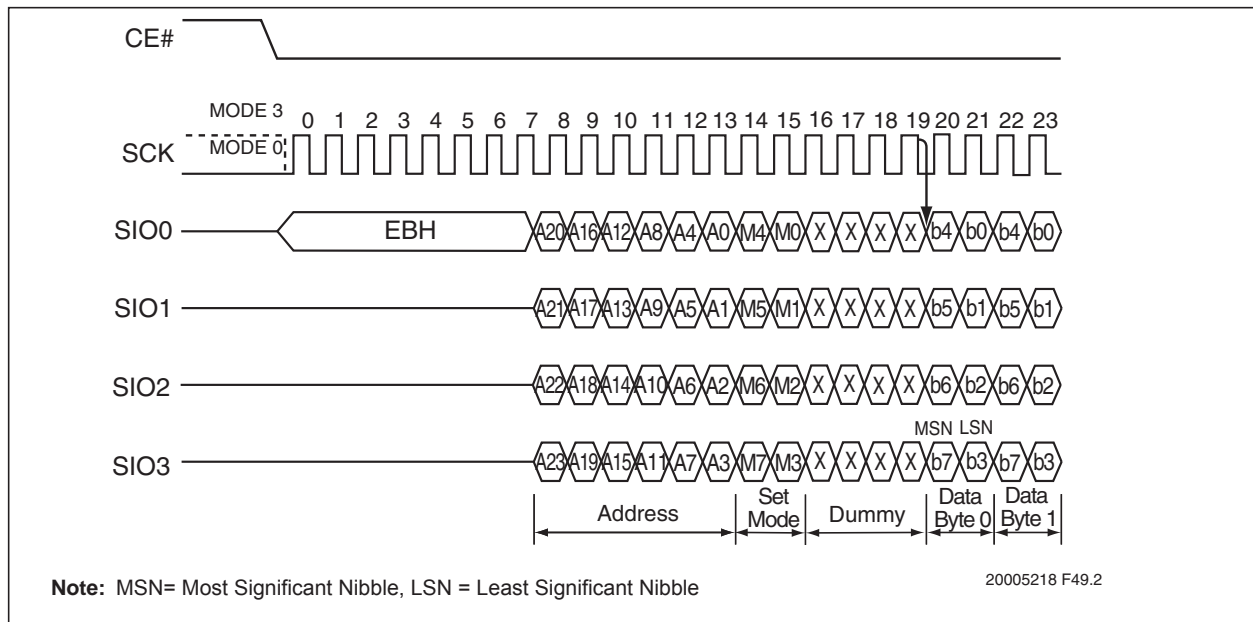 CE#
MODE 3
0 1 2 3 4 5 6 7 8 9 10 11 12 13 14 15 16 17 18 19 20 21 22 23
SCK MODE 0
SIO0 EBH A20 A16 A12 A8 A4 A0 M4 M0 X X X X b4 b0 b4 b0
SIO1 A21 A17 A13 A9 A5 A1 M5 M1 X X X X b5 b1 b5 b1
SIO2 A22 A18 A14 A10 A6 A2 M6 M2 X X X X b6 b2 b6 b2
MSN LSN
SIO3 A23 A19 A15 A11 A7 A3 M7 M3 X X X X b7 b3 b7 b3
Address
Set
Mode
Dummy
Data
Byte 0
Data
Byte 1
Note: MSN= Most Significant Nibble, LSN = Least Significant Nibble
20005218 F49.2